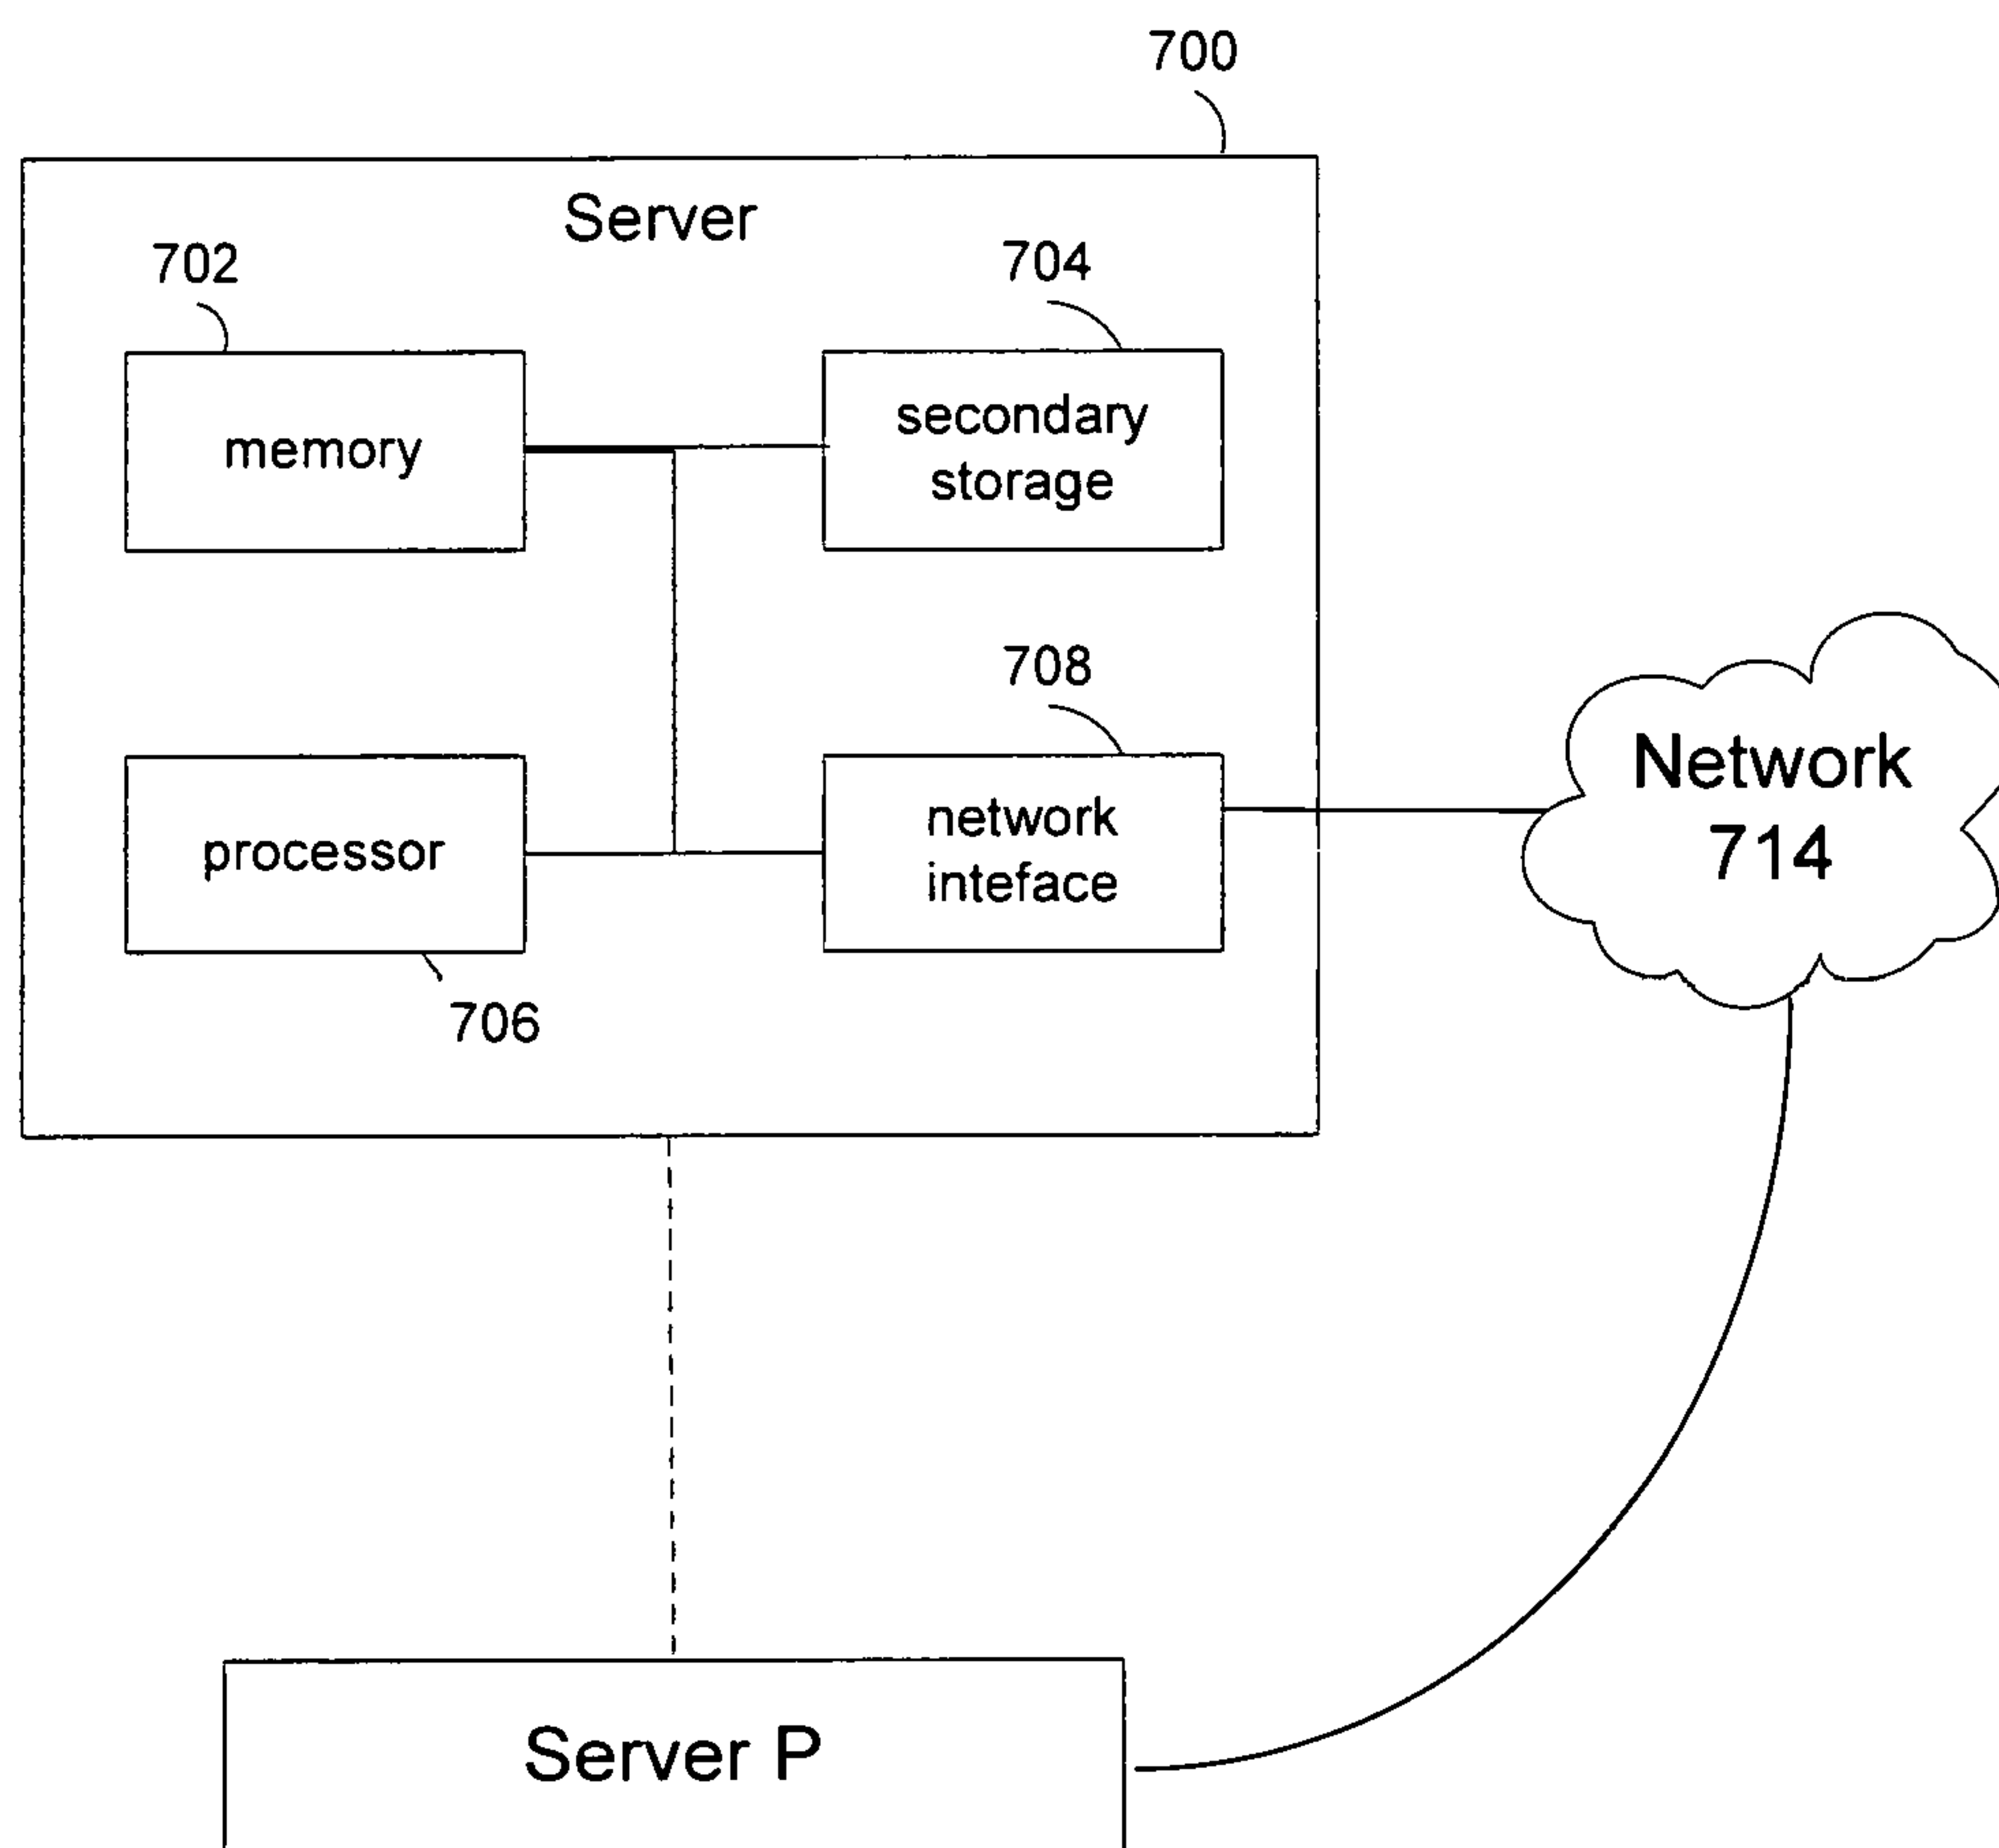 700
Server
702
704
memory
secondary
storage
708
Network
714
processor
network
inteface
706
Server P